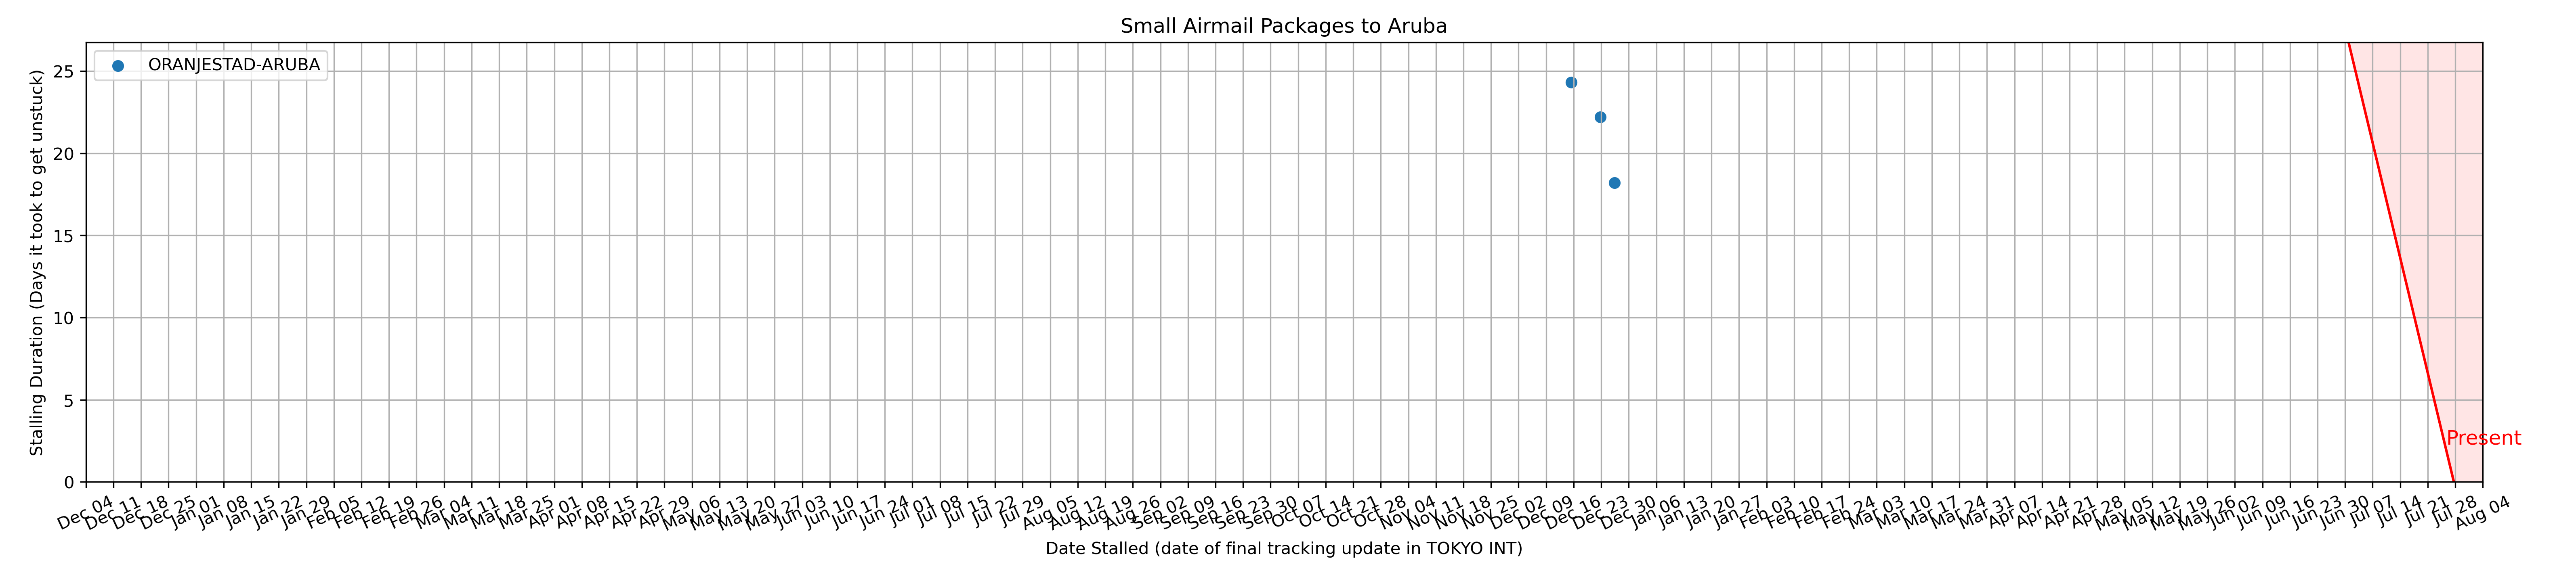 Small Airmail Packages to Aruba
ORANJESTAD-ARUBA
Stalling Duration (Days it took to get unstuck)
25
20
15
10
5
0
Present
Dec 04 Dec 11 Dec 18 Dec 25 Jan 01 Jan 08 Jan 15 Jan 22 Jan 29 Feb 05 Feb 12 Feb 19 Feb 26 Mar 04 Mar 11 Mar 18 Mar 25 Apr 01 Apr 08 Apr 15 Apr 22 Apr 29 May 06 May 13 May 20 May 27 Jun 03 Jun 10 Jun 17 Jun 24 Jul 01 Jul 08 Jul 15 Jul 22 Jul 29 Aug 05 Aug 12 Aug 19 Aug 26 Sep 02 Sep 09 Sep 16 Sep 23 Sep 30 Oct 07 Oct 14 Oct 21 Oct 28 Nov 04 Nov 11 Nov 18 Nov 25 Dec 02 Dec 09 Dec 16 Dec 23 Dec 30 Jan 06 Jan 13 Jan 20 Jan 27 Feb 03 Feb 10 Feb 17 Feb 24 Mar 03 Mar 10 Mar 17 Mar 24 Mar 31 Apr 07 Apr 14 Apr 21 Apr 28 May 05 May 12 May 19 May 26 Jun 02 Jun 09 Jun 16 Jun 23 Jun 30 Jul 07 Jul 14 Jul 21 Jul 28 Aug 04
Date Stalled (date of final tracking update in TOKYO INT)